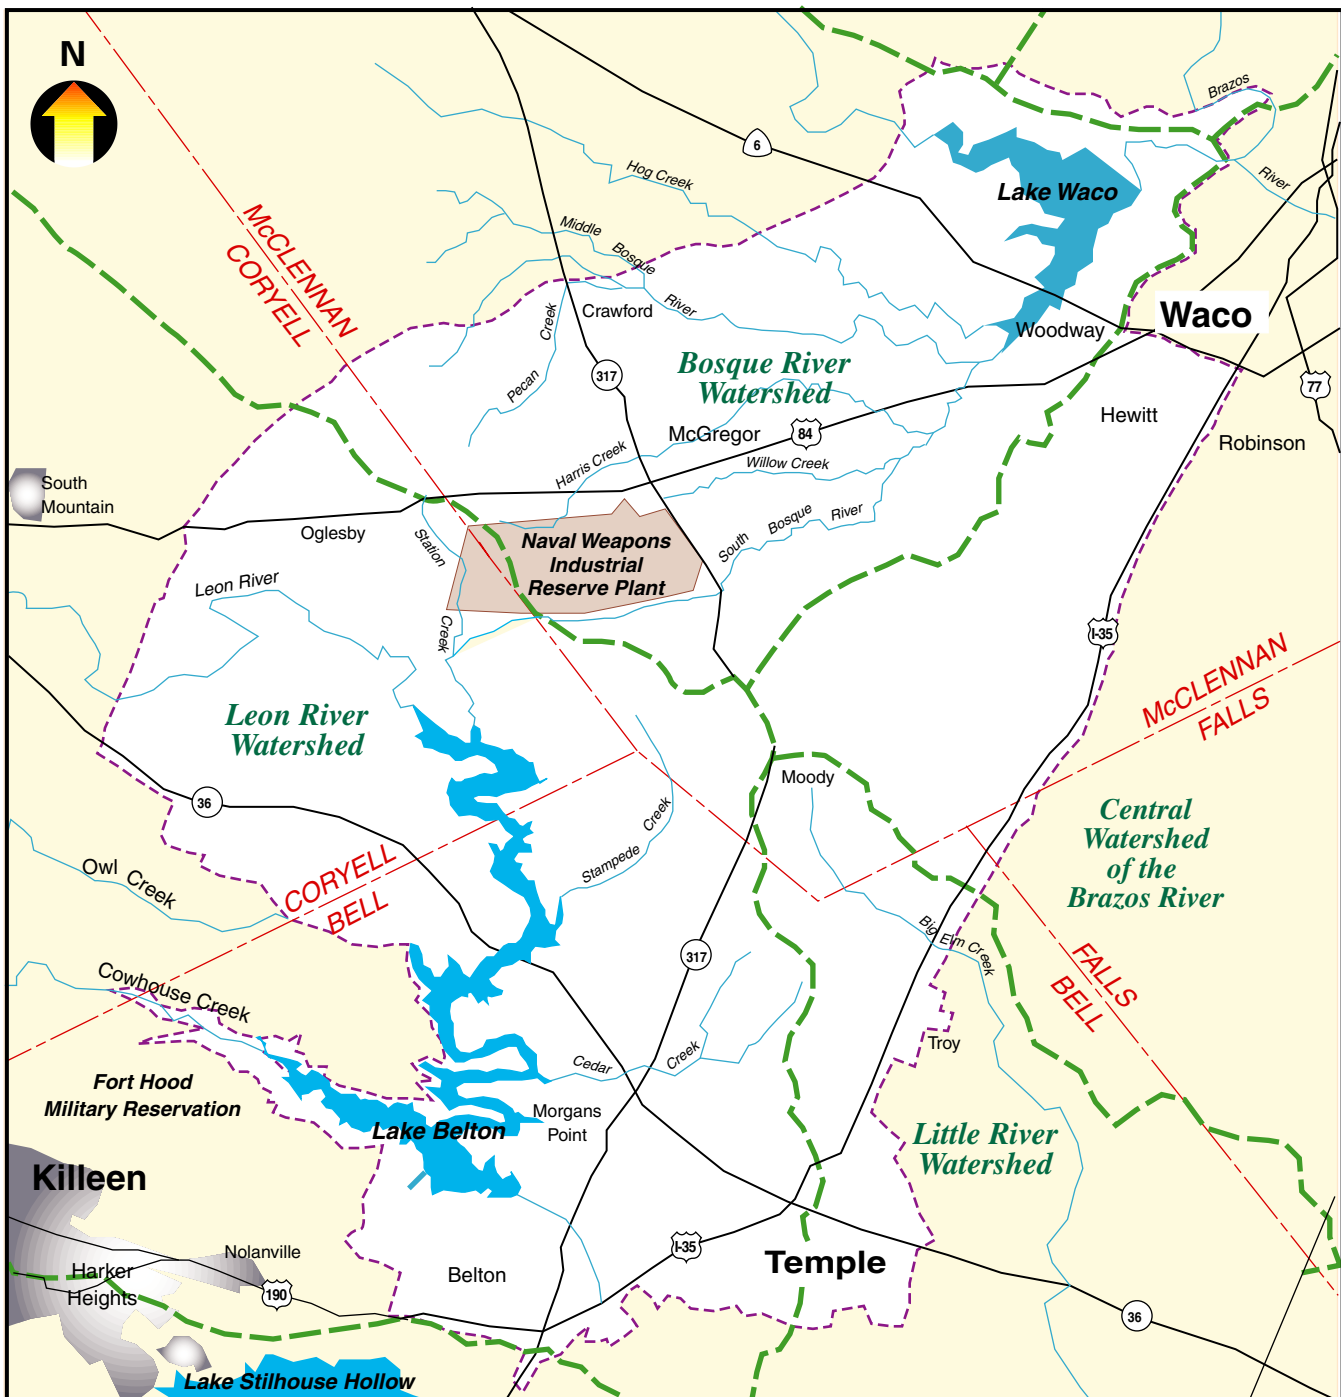 N
Brazos
River
6
Hog Creek
Lake Waco
McCLENNAN
CORYELL
Middle
Bosque
River
Crawford
Creek
Pecan
Woodway
Waco
Bosque River
Watershed
317
77
McGregor
84
Hewitt
Robinson
Harris Creek
Willow Creek
South
Mountain
Oglesby
Station
Creek
Naval Weapons
Industrial
Reserve Plant
South
Bosque
River
Leon River
I-35
McCLENNAN
FALLS
Leon River
Watershed
36
Moody
Stampede
Creek
Central
Watershed
of the
Brazos River
Owl Creek
CORYELL
BELL
Big Elm Creek
317
FALLS
BELL
Cowhouse Creek
Troy
Cedar
Creek
Fort Hood
Military Reservation
Lake Belton
Morgans
Point
Little River
Watershed
Killeen
Nolanville
Harker
Heights
190
Belton
I-35
Temple
36
Lake Stilhouse Hollow